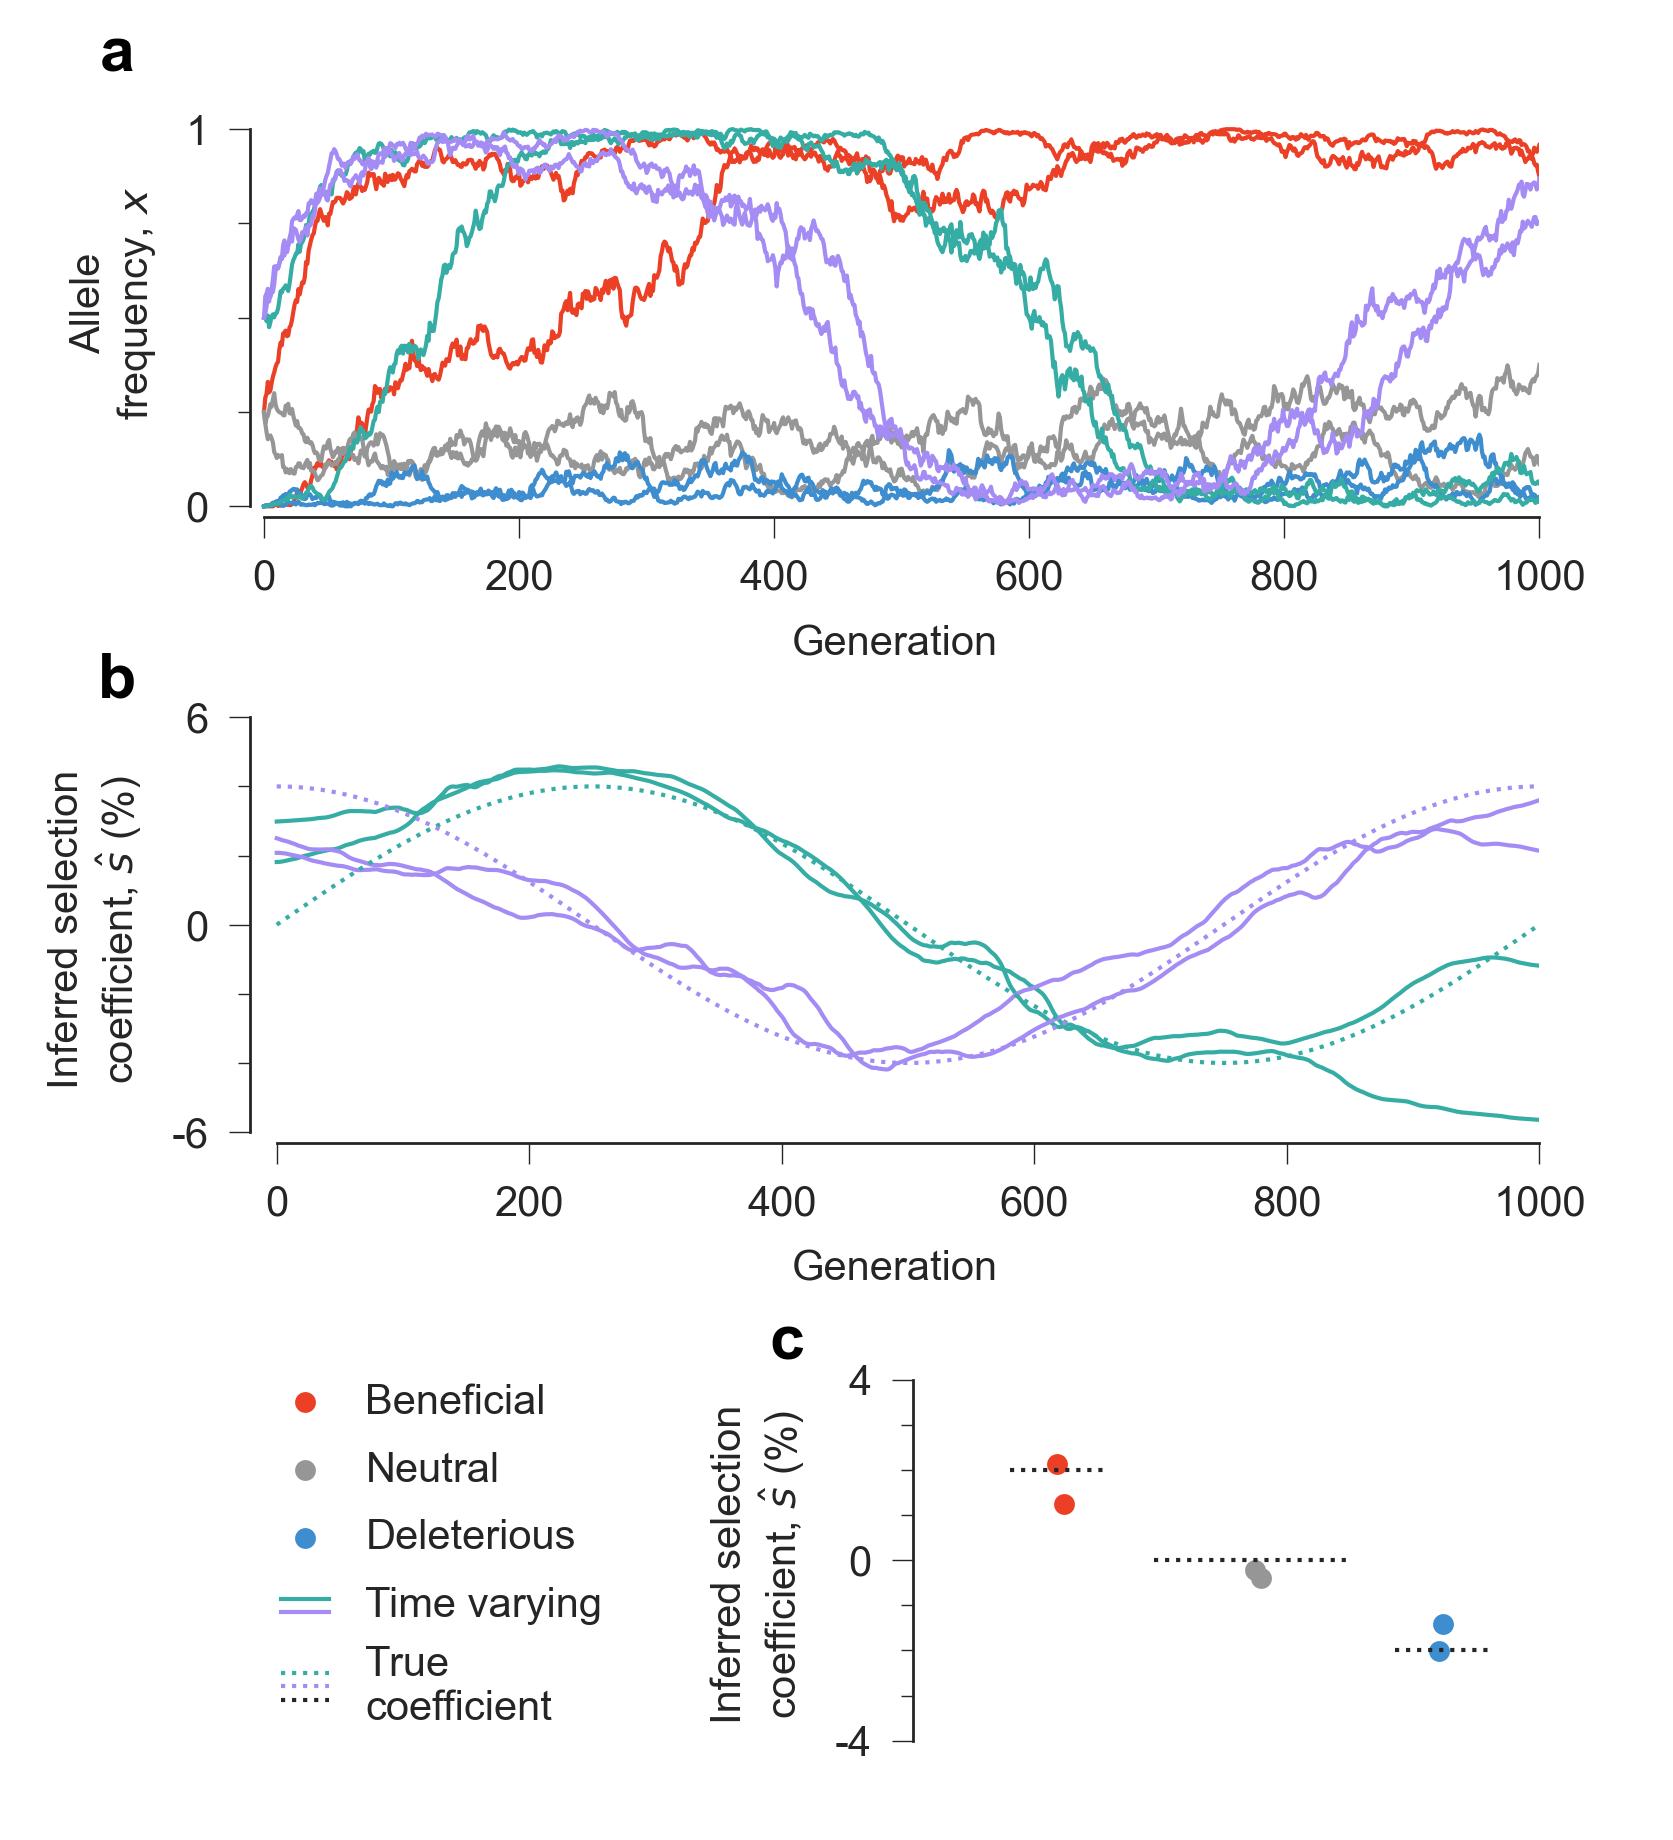 a
1
0
Allele
frequency, x
0 200 400 600 800 1000
Generation
b
6
0
-6
Inferred selection
coefficient, ŝ (%)
0 200 400 600 800 1000
Generation
c
4
0
-4
Inferred selection
coefficient, ŝ (%)
Beneficial
Neutral
Deleterious
Time varying
True
coefficient